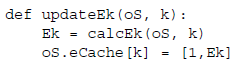 def updateEk(oS, k):
    Ek = calcEk(oS, k)
    oS.eCache[k] = [1,Ek]